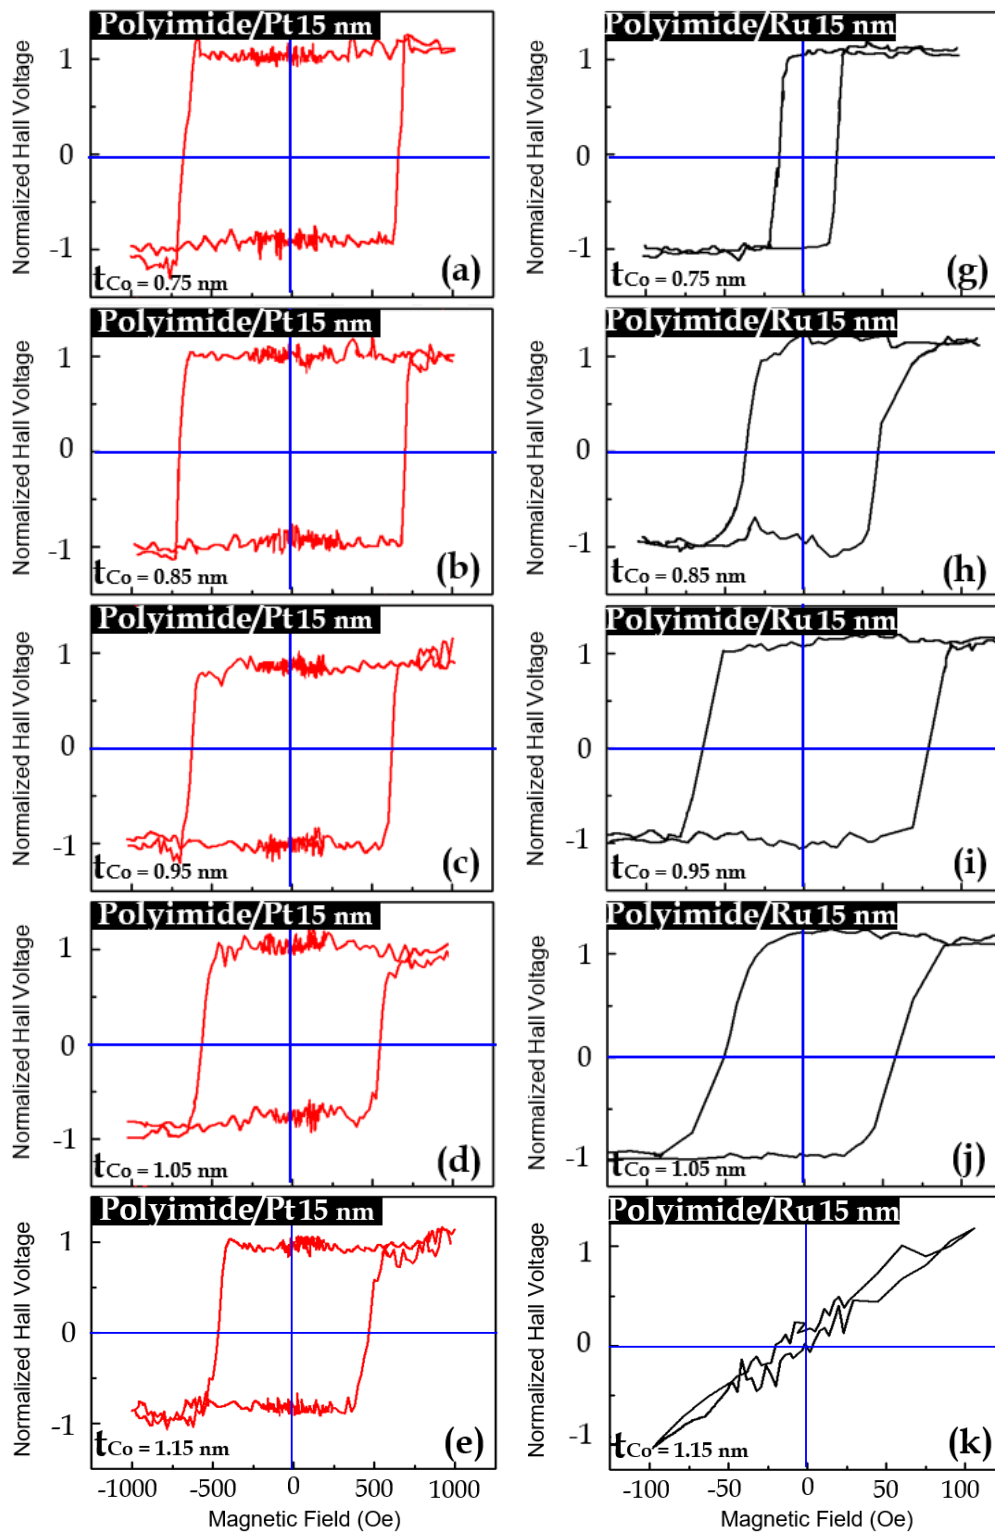 Polyimide/Pt 15 nm
Normalized Hall Voltage
1
0
-1
tCo = 0.75 nm
(a)
Polyimide/Ru 15 nm
Normalized Hall Voltage
1
0
-1
tCo = 0.75 nm
(g)
Polyimide/Pt 15 nm
Normalized Hall Voltage
1
0
-1
tCo = 0.85 nm
(b)
Polyimide/Ru 15 nm
Normalized Hall Voltage
1
0
-1
tCo = 0.85 nm
(h)
Polyimide/Pt 15 nm
Normalized Hall Voltage
1
0
-1
tCo = 0.95 nm
(c)
Polyimide/Ru 15 nm
Normalized Hall Voltage
1
0
-1
tCo = 0.95 nm
(i)
Polyimide/Pt 15 nm
Normalized Hall Voltage
1
0
-1
tCo = 1.05 nm
(d)
Polyimide/Ru 15 nm
Normalized Hall Voltage
1
0
-1
tCo = 1.05 nm
(j)
Polyimide/Pt 15 nm
Normalized Hall Voltage
1
0
-1
tCo = 1.15 nm
(e)
-1000 -500 0 500 1000
Magnetic Field (Oe)
Polyimide/Ru 15 nm
Normalized Hall Voltage
1
0
-1
tCo = 1.15 nm
(k)
-100 -50 0 50 100
Magnetic Field (Oe)